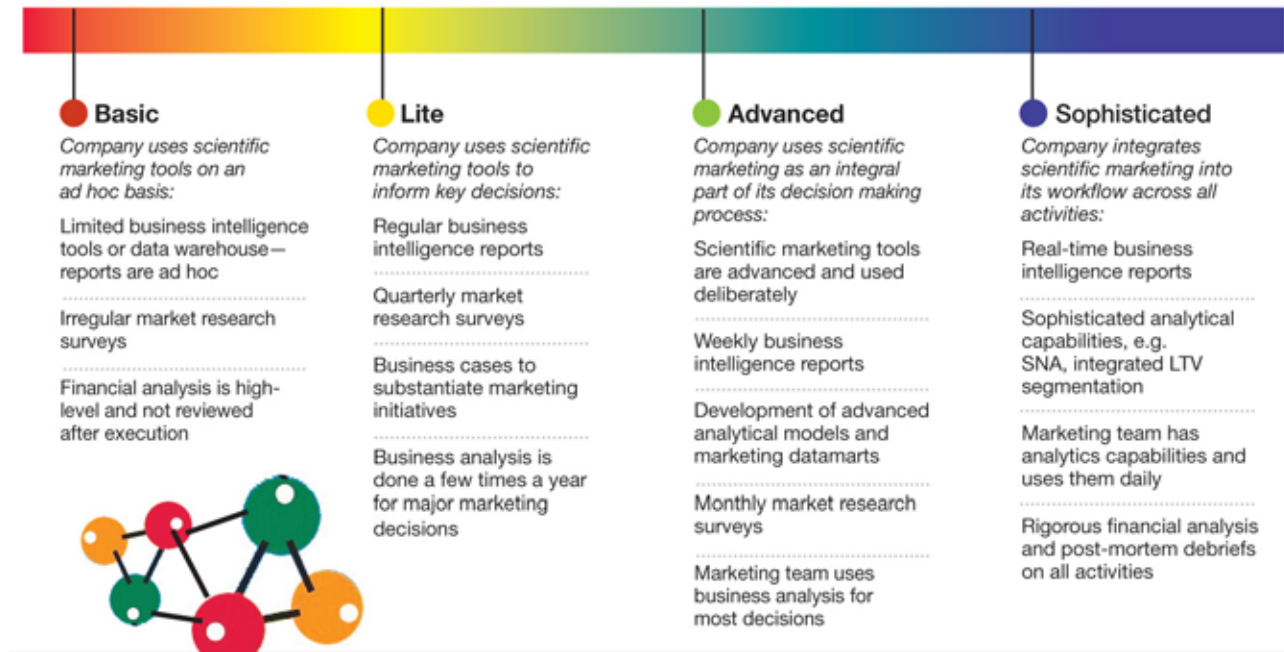 Basic
Company uses scientific
marketing tools on an
ad hoc basis:
Limited business intelligence
tools or data warehouse—
reports are ad hoc
Irregular market research
surveys
Financial analysis is high-
level and not reviewed
after execution
Lite
Company uses scientific
marketing tools to
inform key decisions:
Regular business
intelligence reports
Quarterly market
research surveys
Business cases to
substantiate marketing
initiatives
Business analysis is
done a few times a year
for major marketing
decisions
Advanced
Company uses scientific
marketing as an integral
part of its decision making
process:
Scientific marketing tools
are advanced and used
deliberately
Weekly business
intelligence reports
Development of advanced
analytical models and
marketing datamarts
Monthly market research
surveys
Marketing team uses
business analysis for
most decisions
Sophisticated
Company integrates
scientific marketing into
its workflow across all
activities:
Real-time business
intelligence reports
Sophisticated analytical
capabilities, e.g.
SNA, integrated LTV
segmentation
Marketing team has
analytics capabilities and
uses them daily
Rigorous financial analysis
and post-mortem debriefs
on all activities